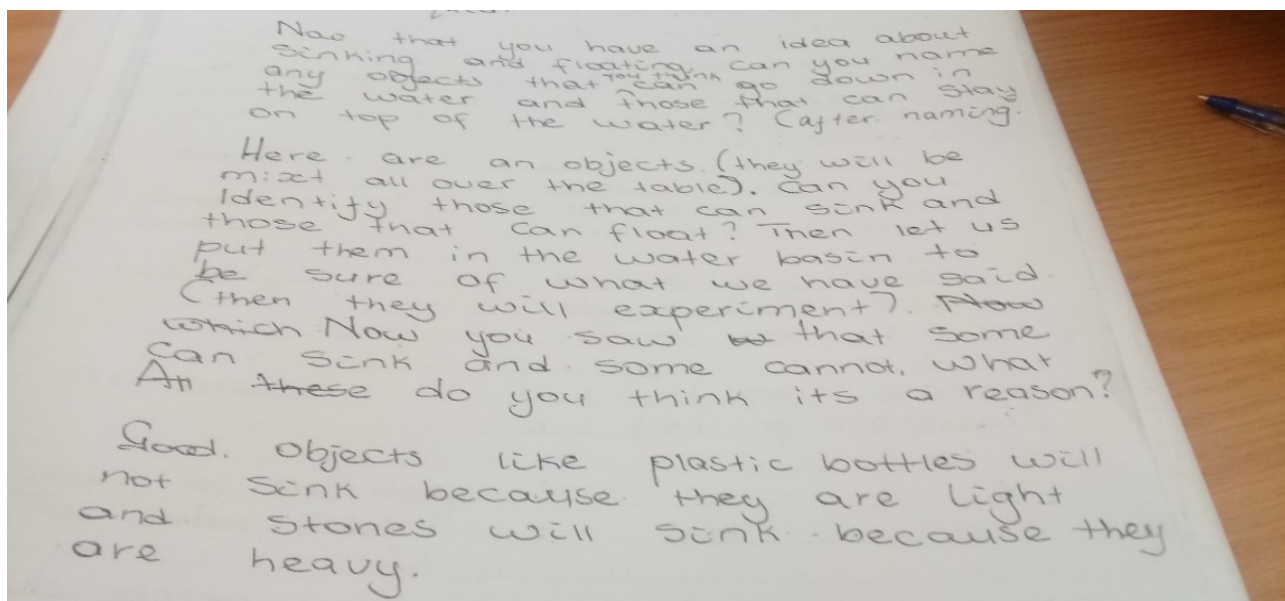 Now that you have an idea about
sinking and floating, can you name
any objects that you think can go down in
the water and those that can stay
on top of the water? (after naming.
Here are an objects. (they will be
mixt all over the table). Can you
Identify those that can sink and
those that can float? Then let us
put them in the water basin to
be sure of what we have said.
(then they will experiment). Now
which Now you saw that some
can sink and some cannot. What
All these do you think its a reason?
Good. Objects like plastic bottles will
not sink because they are light
and stones will sink because they
are heavy.